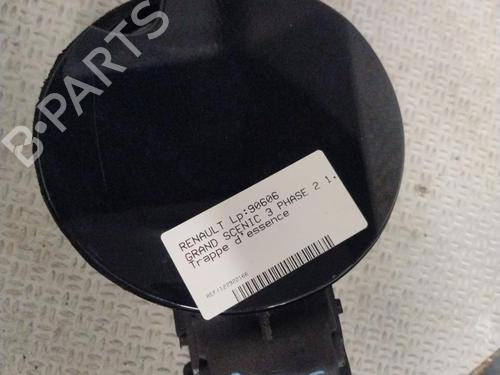 B-PARTS
RENAULT Lp:90606
GRAND SCENIC 3 PHASE 2 1.
Trappe d'essence